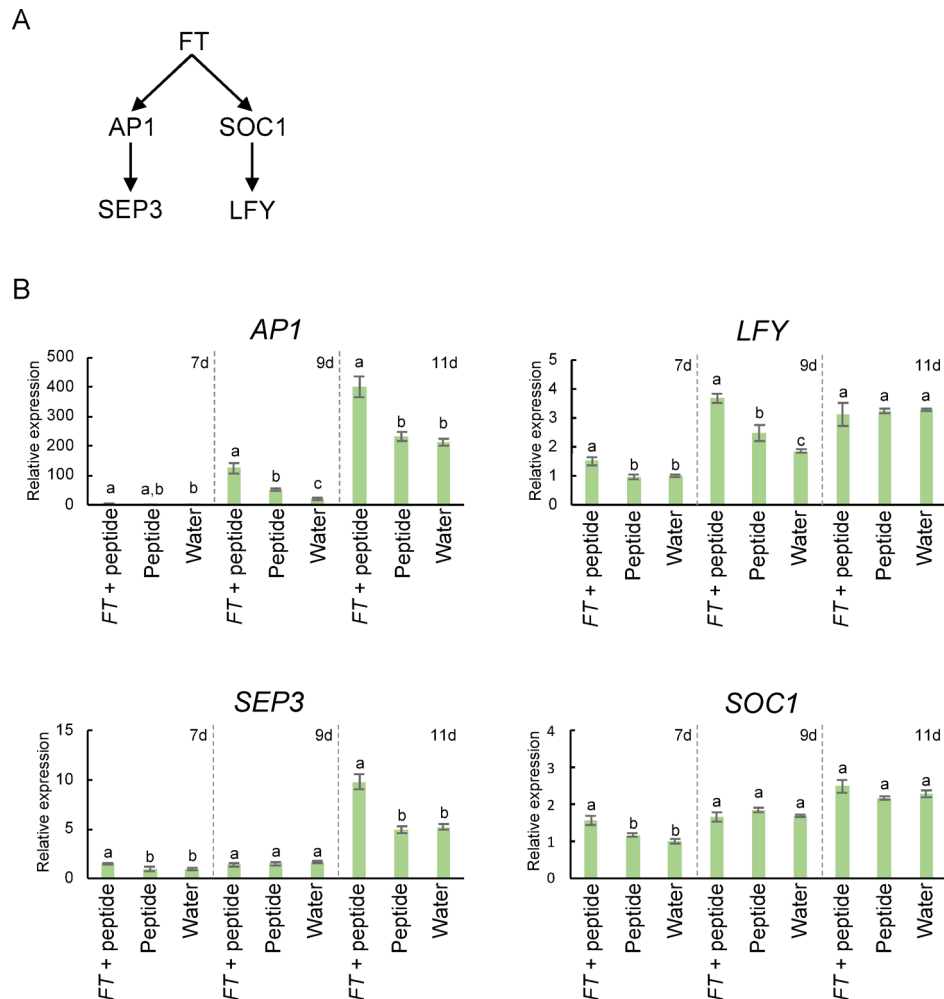 A
FT
AP1 SOC1
SEP3 LFY
B
AP1
Relative expression
500
400
300
200
100
0
7d 9d 11d
a a,b b a b c a b b
FT + peptide Peptide Water FT + peptide Peptide Water FT + peptide Peptide Water
LFY
Relative expression
5
4
3
2
1
0
7d 9d 11d
a b b a b c a a a
FT + peptide Peptide Water FT + peptide Peptide Water FT + peptide Peptide Water
SEP3
Relative expression
15
10
5
0
7d 9d 11d
a b b a a a a b b
FT + peptide Peptide Water FT + peptide Peptide Water FT + peptide Peptide Water
SOC1
Relative expression
4
3
2
1
0
7d 9d 11d
a b b a a a a a a
FT + peptide Peptide Water FT + peptide Peptide Water FT + peptide Peptide Water